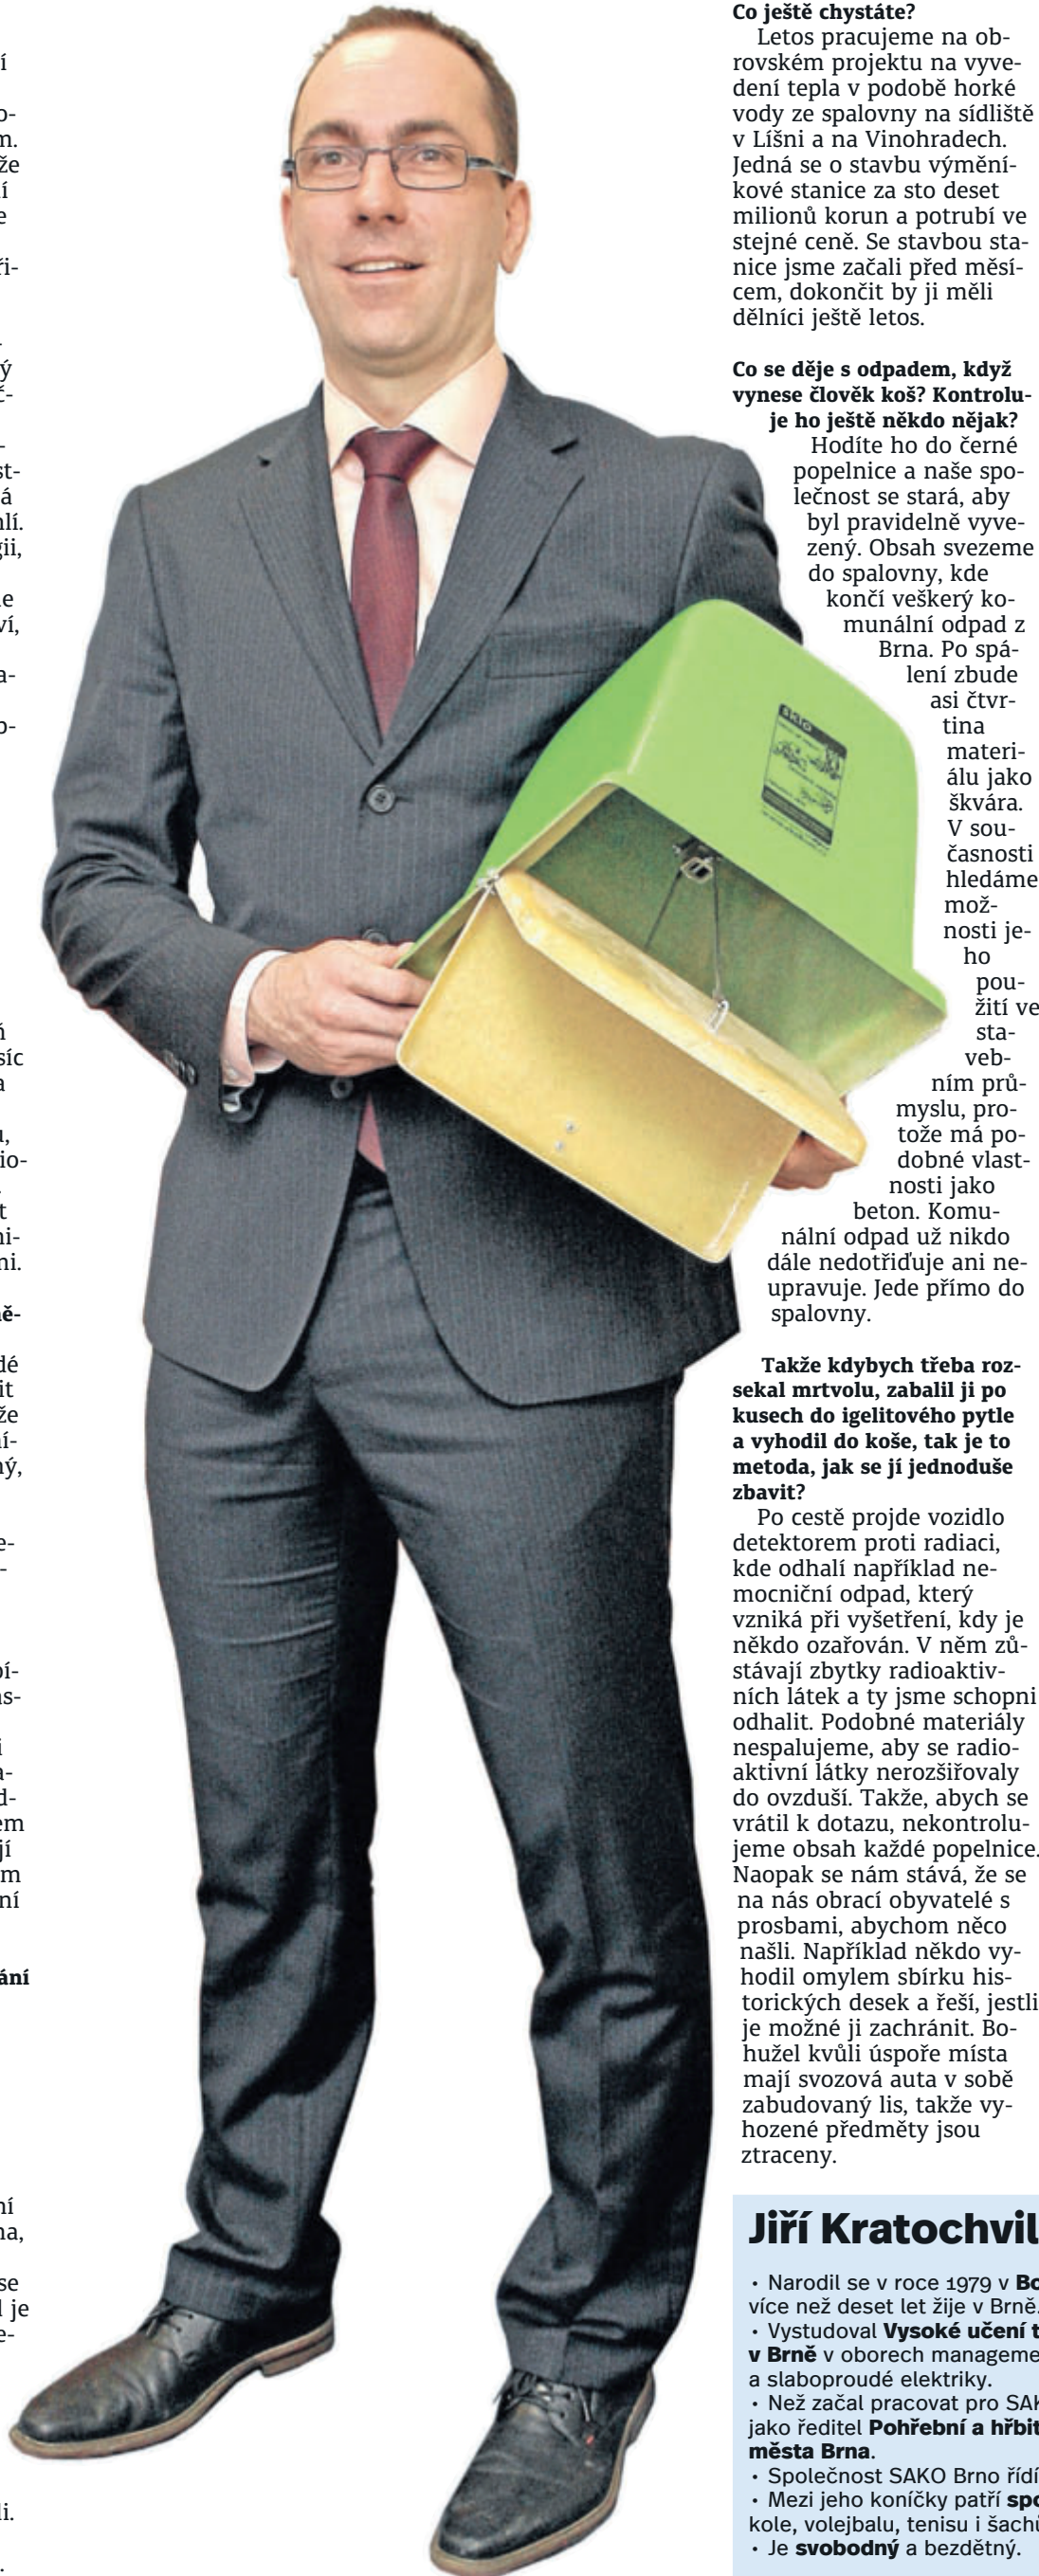 Co ještě chystáte?
Letos pracujeme na ob-
rovském projektu na vyve-
dení tepla v podobě horké
vody ze spalovny na sídliště
v Líšni a na Vinohradech.
Jedná se o stavbu výmění-
kové stanice za sto deset
milionů korun a potrubí ve
stejné ceně. Se stavbou sta-
nice jsme začali před měsí-
cem, dokončit by ji měli
dělníci ještě letos.
Co se děje s odpadem, když
vynese člověk koš? Kontrolu-
je ho ještě někdo nějak?
Hodíte ho do černé
popelnice a naše spo-
lečnost se stará, aby
byl pravidelně vyve-
zený. Obsah svezeme
do spalovny, kde
končí veškerý ko-
munální odpad z
Brna. Po spá-
lení zbude
asi čtvr-
tina
materi-
álu jako
škvára.
V sou-
časnosti
hledáme
mož-
nosti je-
ho
pou-
žití ve
sta-
veb-
ním prů-
myslu, pro-
tože má po-
dobné vlast-
nosti jako
beton. Komu-
nální odpad už nikdo
dále nedotřiďuje ani ne-
upravuje. Jede přímo do
spalovny.
Takže kdybych třeba roz-
sekal mrtvolu, zabalil ji po
kusech do igelitového pytle
a vyhodil do koše, tak je to
metoda, jak se jí jednoduše
zbavit?
Po cestě projde vozidlo
detektorem proti radiaci,
kde odhalí například ne-
mocniční odpad, který
vzniká při vyšetření, kdy je
někdo ozařován. V něm zů-
stávají zbytky radioaktiv-
ních látek a ty jsme schopni
odhalit. Podobné materiály
nespalujeme, aby se radio-
aktivní látky nerozšiřovaly
do ovzduší. Takže, abych se
vrátil k dotazu, nekontrolu-
jeme obsah každé popelnice.
Naopak se nám stává, že se
na nás obrací obyvatelé s
prosbami, abychom něco
našli. Například někdo vy-
hodil omylem sbírku his-
torických desek a řeší, jestli
je možné ji zachránit. Bo-
hužel kvůli úspoře místa
mají svozová auta v sobě
zabudovaný lis, takže vy-
hozené předměty jsou
ztraceny.
sklo
Jiří Kratochvil
• Narodil se v roce 1979 v Bo
více než deset let žije v Brně.
• Vystudoval Vysoké učení t
v Brně v oborech manageme
a slaboproudé elektriky.
• Než začal pracovat pro SAK
jako ředitel Pohřební a hřbit
města Brna.
• Společnost SAKO Brno řídí
• Mezi jeho koníčky patří spo
kole, volejbalu, tenisu i šachů
• Je svobodný a bezdětný.